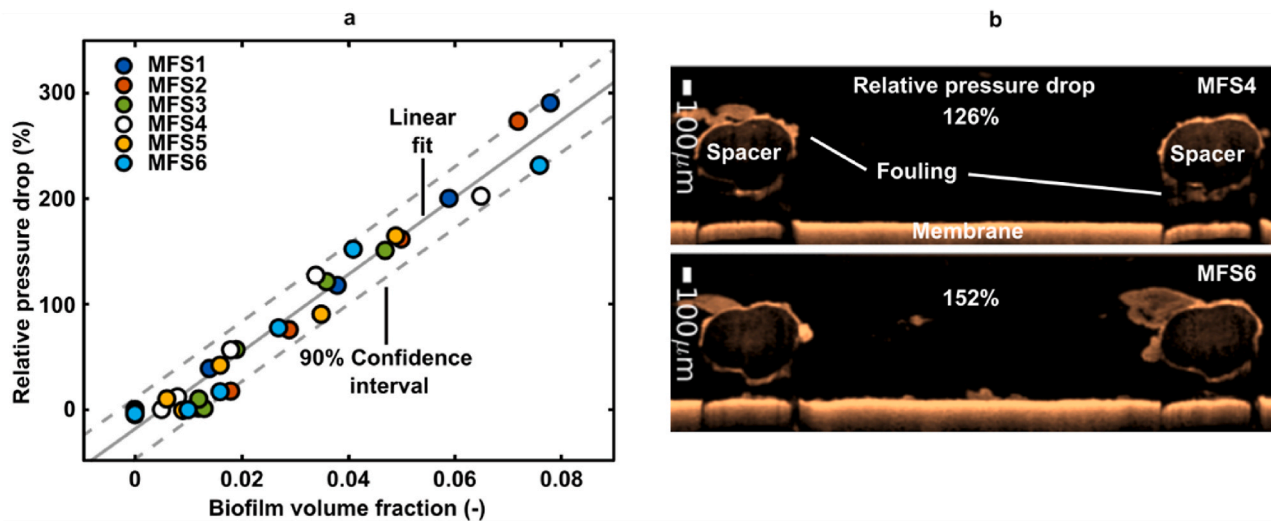 a
MFS1
MFS2
MFS3
MFS4
MFS5
MFS6
Linear
fit
90% Confidence
interval
300
200
100
0
Relative pressure drop (%)
0 0.02 0.04 0.06 0.08
Biofilm volume fraction (-)
b
Relative pressure drop
126%
MFS4
100μm
Spacer
Spacer
Fouling
Membrane
MFS6
152%
100μm